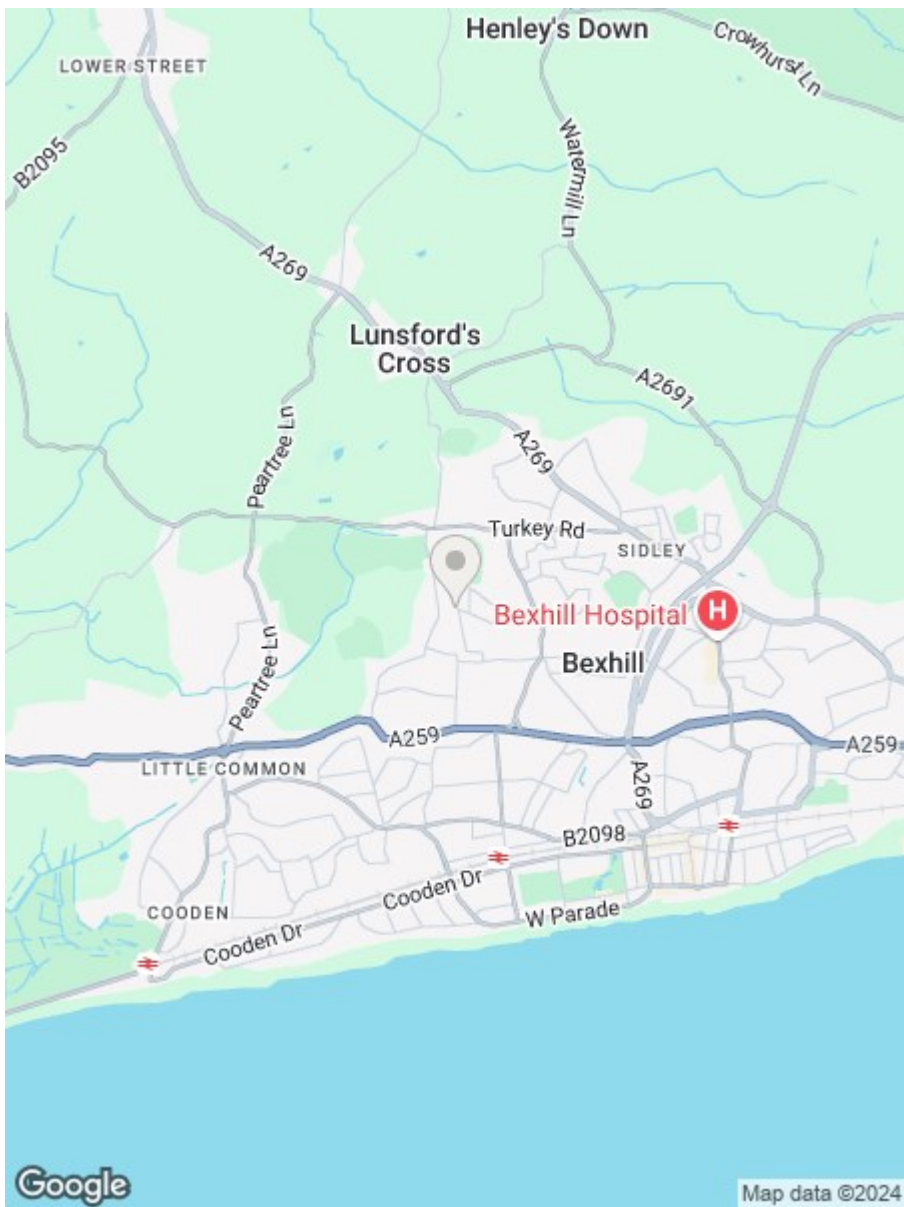 Henley's Down
Crowhurst Ln
LOWER STREET
B2095
Watermill Ln
A269
Lunsford's
Cross
A2691
Peartree Ln
A269
Turkey Rd
SIDLEY
Bexhill Hospital
H
Bexhill
Peartree Ln
A259
A259
LITTLE COMMON
A269
B2098
Cooden Dr
COODEN
W Parade
Cooden Dr
Google
Map data ©2024